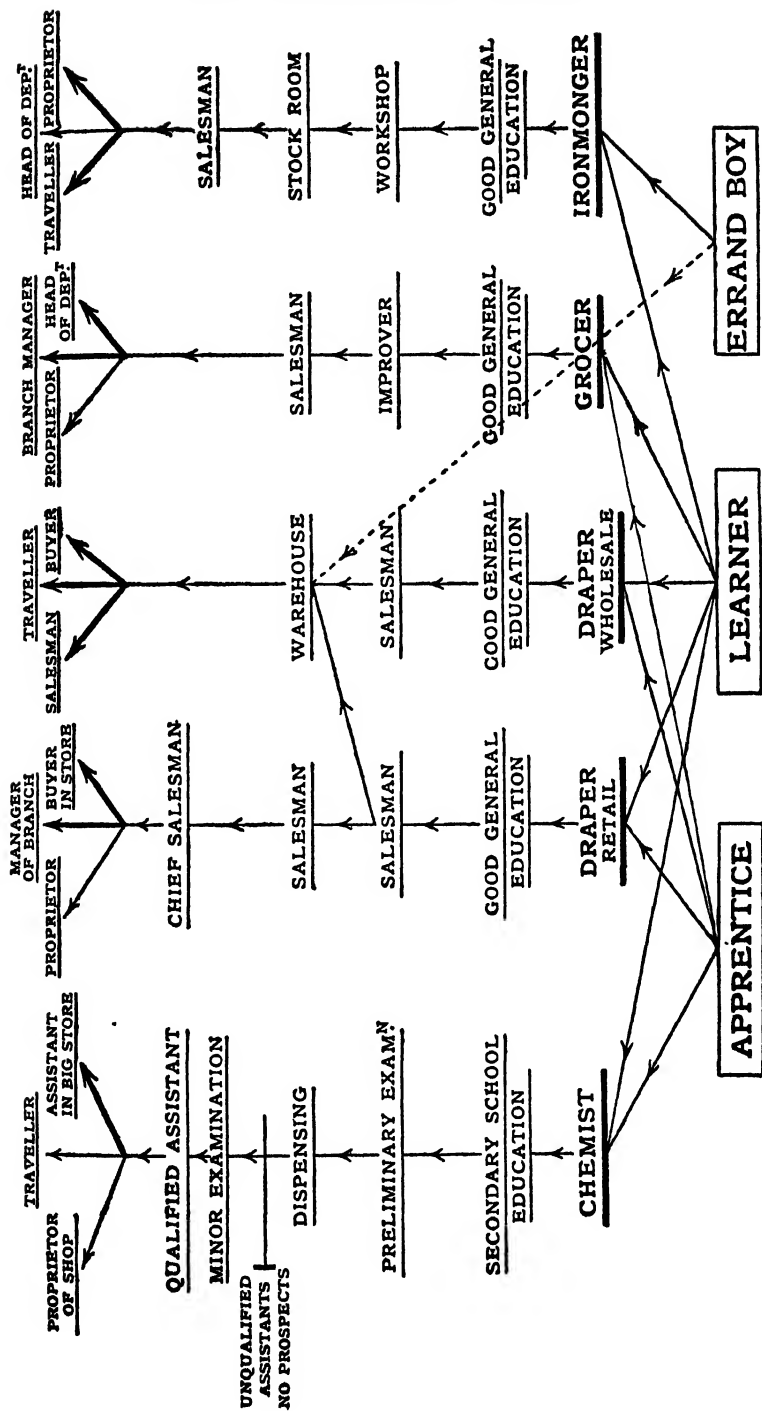 TRAVELLER
MANAGER
OF BRANCH
TRAVELLER
BRANCH MANAGER
HEAD OF DEPT.
PROPRIETOR
OF SHOP
ASSISTANT
IN BIG STORE
PROPRIETOR
BUYER
IN STORE
SALESMAN
BUYER
PROPRIETOR
HEAD
OF DEPT.
TRAVELLER
PROPRIETOR
QUALIFIED ASSISTANT
CHIEF SALESMAN
SALESMAN
MINOR EXAMINATION
UNQUALIFIED
ASSISTANTS
NO PROSPECTS
DISPENSING
SALESMAN
WAREHOUSE
SALESMAN
STOCK ROOM
PRELIMINARY EXAMN.
SALESMAN
SALESMAN
IMPROVER
WORKSHOP
SECONDARY SCHOOL
EDUCATION
GOOD GENERAL
EDUCATION
GOOD GENERAL
EDUCATION
GOOD GENERAL
EDUCATION
GOOD GENERAL
EDUCATION
CHEMIST
DRAPER
RETAIL
DRAPER
WHOLESALE
GROCER
IRONMONGER
APPRENTICE
LEARNER
ERRAND BOY